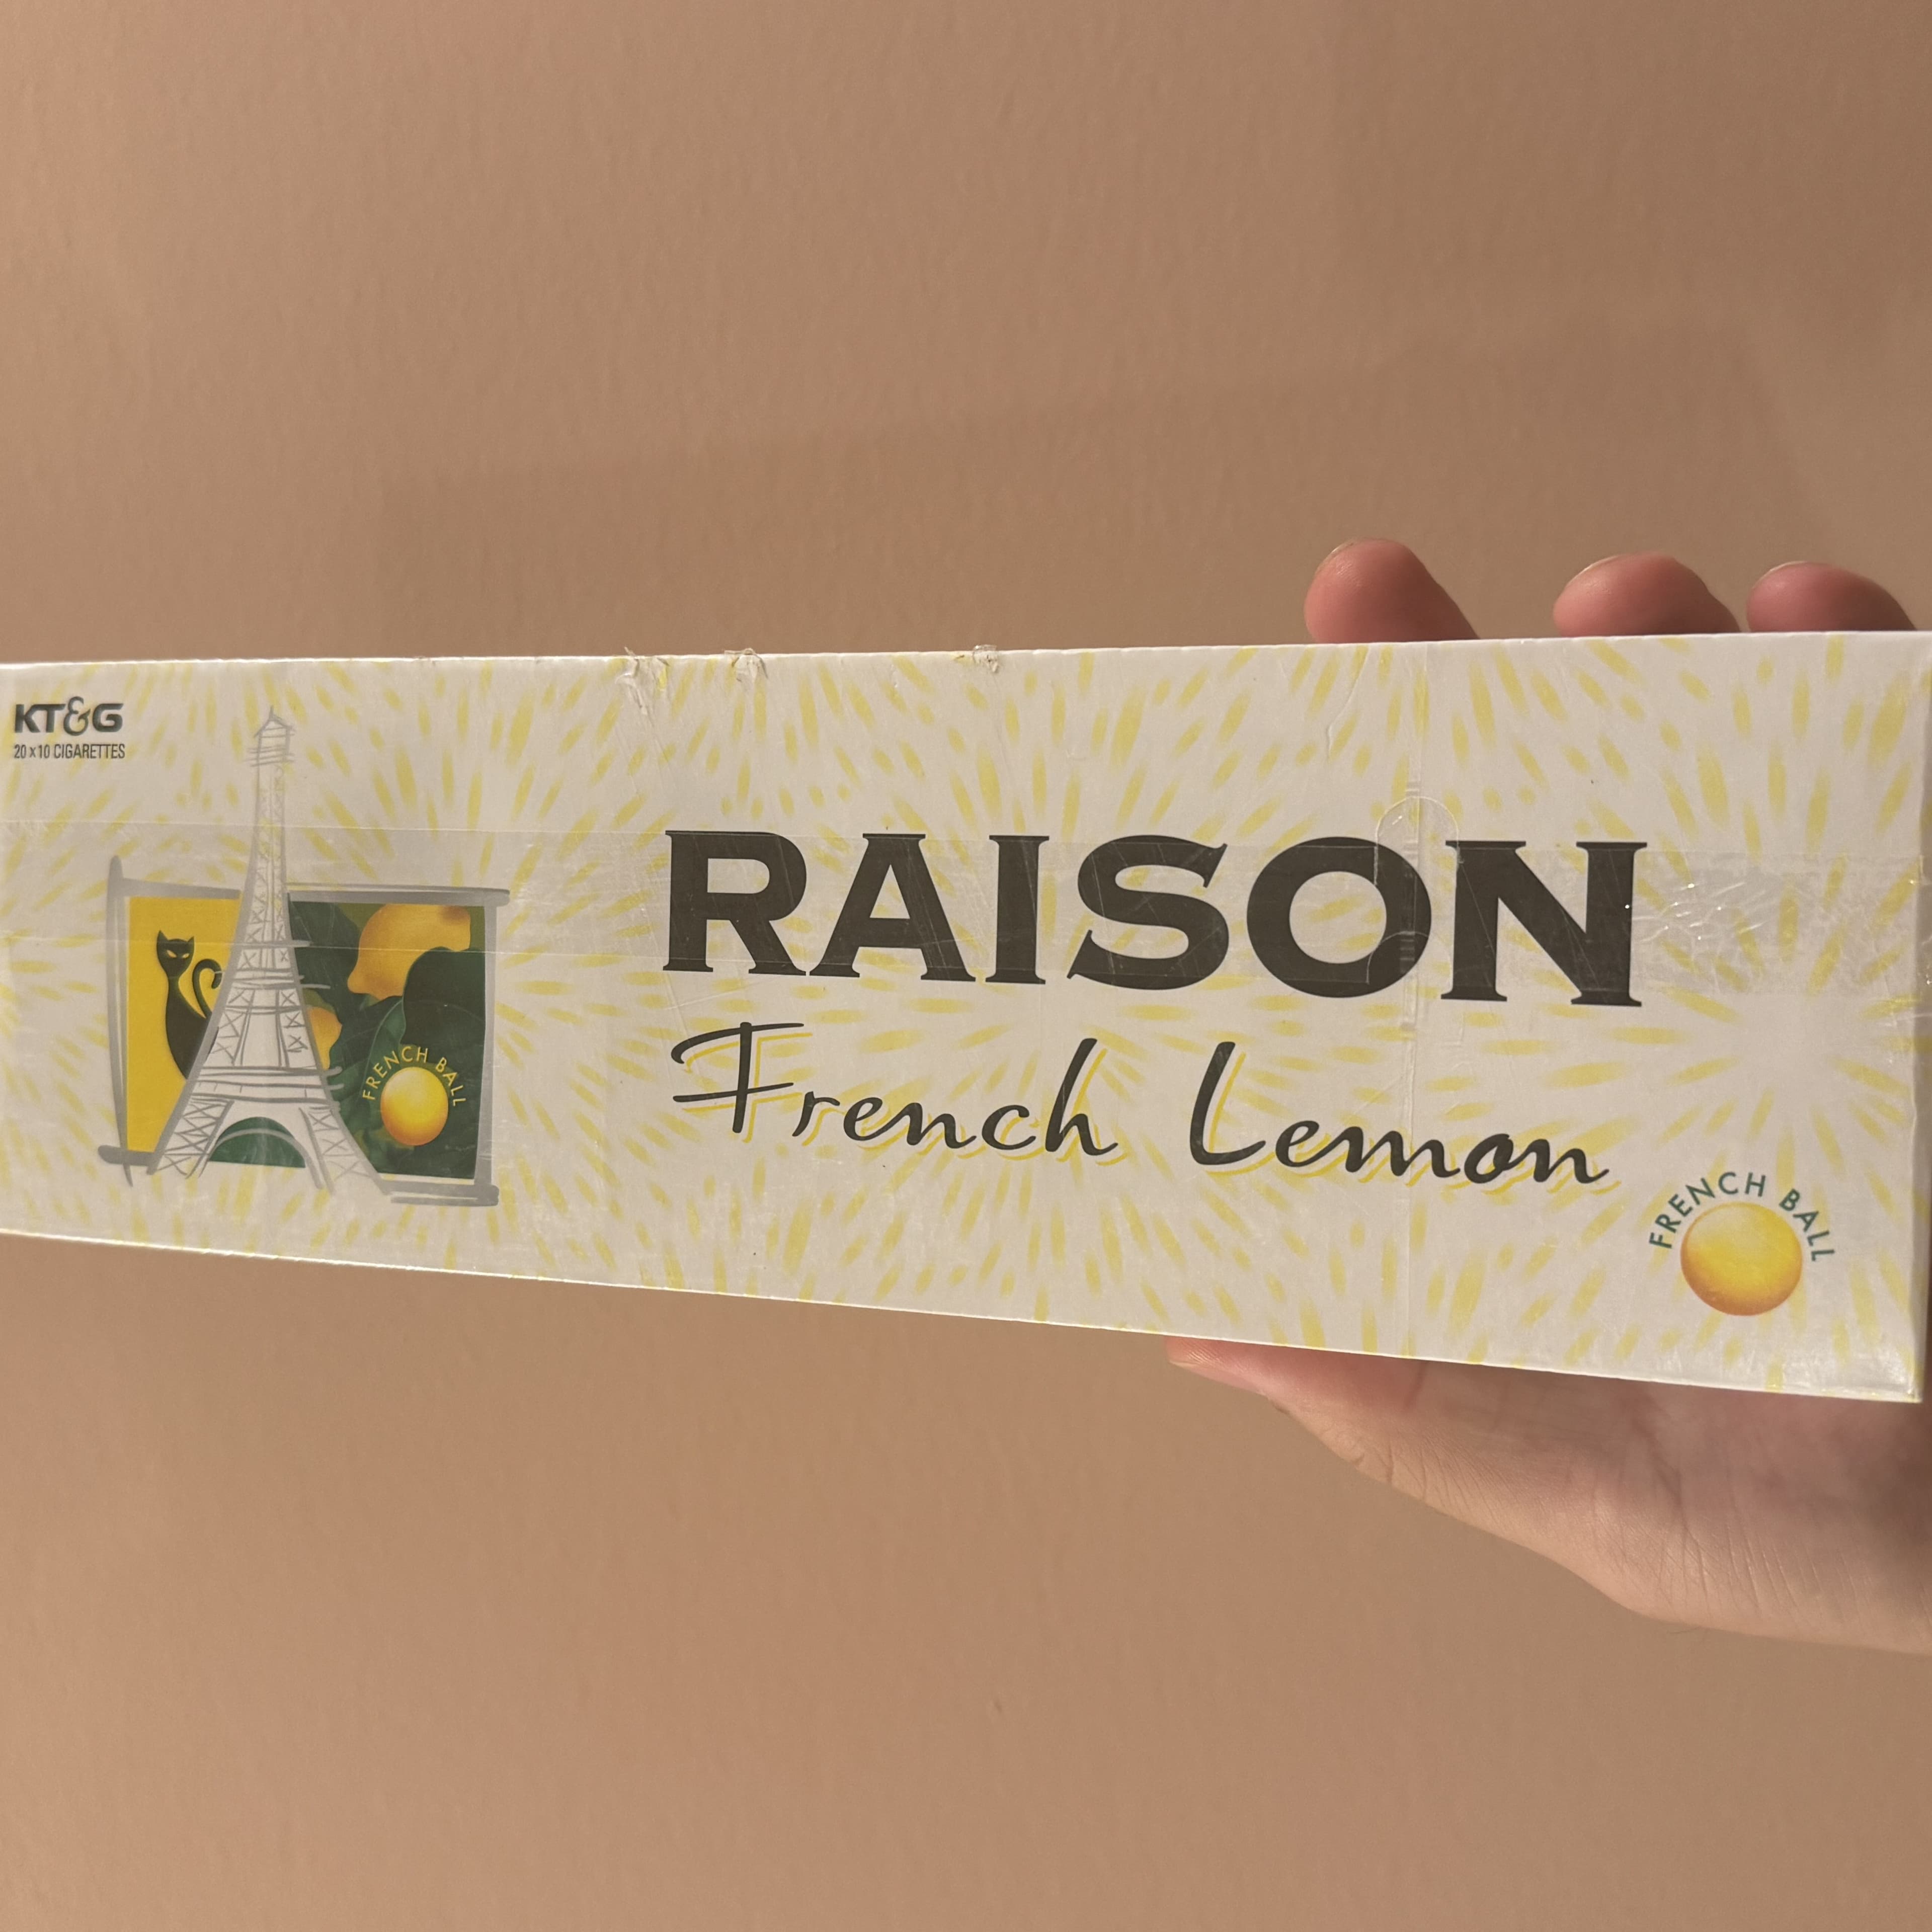 KT&G
20 x 10 CIGARETTES
RAISON
French Lemon
FRENCH BALL
FRENCH BALL